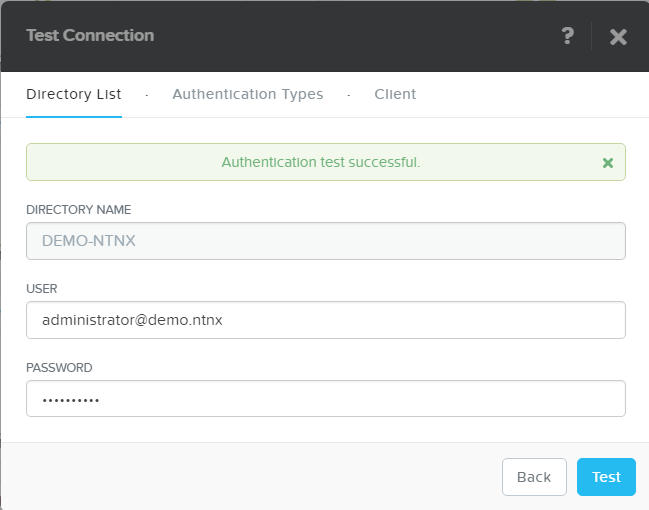 Test Connection ?
Directory List · Authentication Types · Client
Authentication test successful.
DIRECTORY NAME
DEMO-NTNX
USER
administrator@demo.ntnx
PASSWORD
••••••••••
Back Test